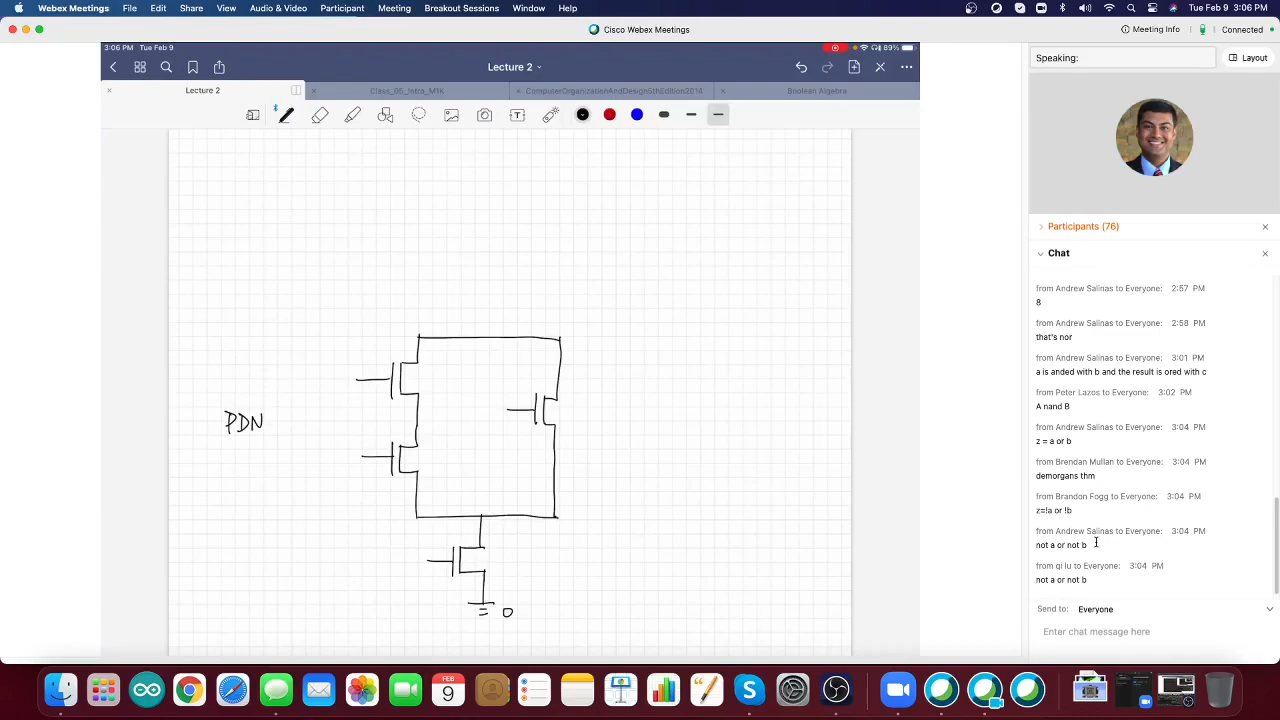 Webex Meetings File Edit Share View Audio & Video Participant Meeting Breakout Sessions Window Help
Tue Feb 9 3:06 PM
Cisco Webex Meetings
Meeting Info
Connected
3:06 PM Tue Feb 9
89%
Lecture 2
Lecture 2
Class_05_Intra_M1K
ComputerOrganizationAndDesign5thEdition2014
Boolean Algebra
T
PDN
0
Speaking:
Layout
Participants (76)
Chat
from Andrew Salinas to Everyone: 2:57 PM
8
from Andrew Salinas to Everyone: 2:58 PM
that's nor
from Andrew Salinas to Everyone: 3:01 PM
a is anded with b and the result is ored with c
from Peter Lazos to Everyone: 3:02 PM
A nand B
from Andrew Salinas to Everyone: 3:04 PM
z = a or b
from Brendan Mullan to Everyone: 3:04 PM
demorgans thm
from Brandon Fogg to Everyone: 3:04 PM
z=!a or !b
from Andrew Salinas to Everyone: 3:04 PM
not a or not b
from qi lu to Everyone: 3:04 PM
not a or not b
Send to: Everyone
Enter chat message here
FEB
9